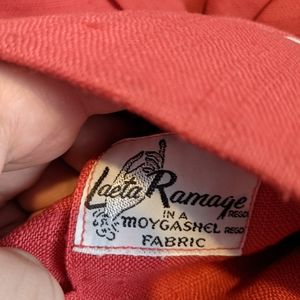 Laeta Ramage REGD
IN A
MOYGASHEL REGD
FABRIC